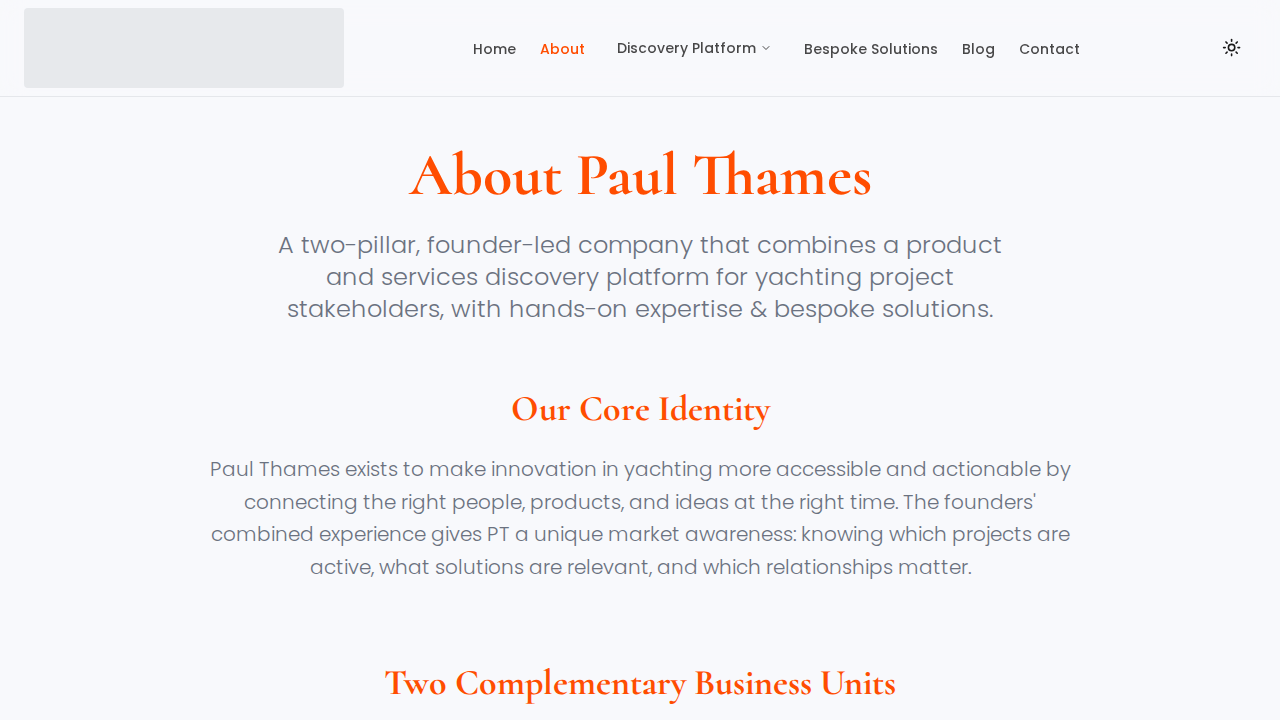 Home
About
Discovery Platform
Bespoke Solutions
Blog
Contact
About Paul Thames
A two-pillar, founder-led company that combines a product
and services discovery platform for yachting project
stakeholders, with hands-on expertise & bespoke solutions.
Our Core Identity
Paul Thames exists to make innovation in yachting more accessible and actionable by
connecting the right people, products, and ideas at the right time. The founders'
combined experience gives PT a unique market awareness: knowing which projects are
active, what solutions are relevant, and which relationships matter.
Two Complementary Business Units